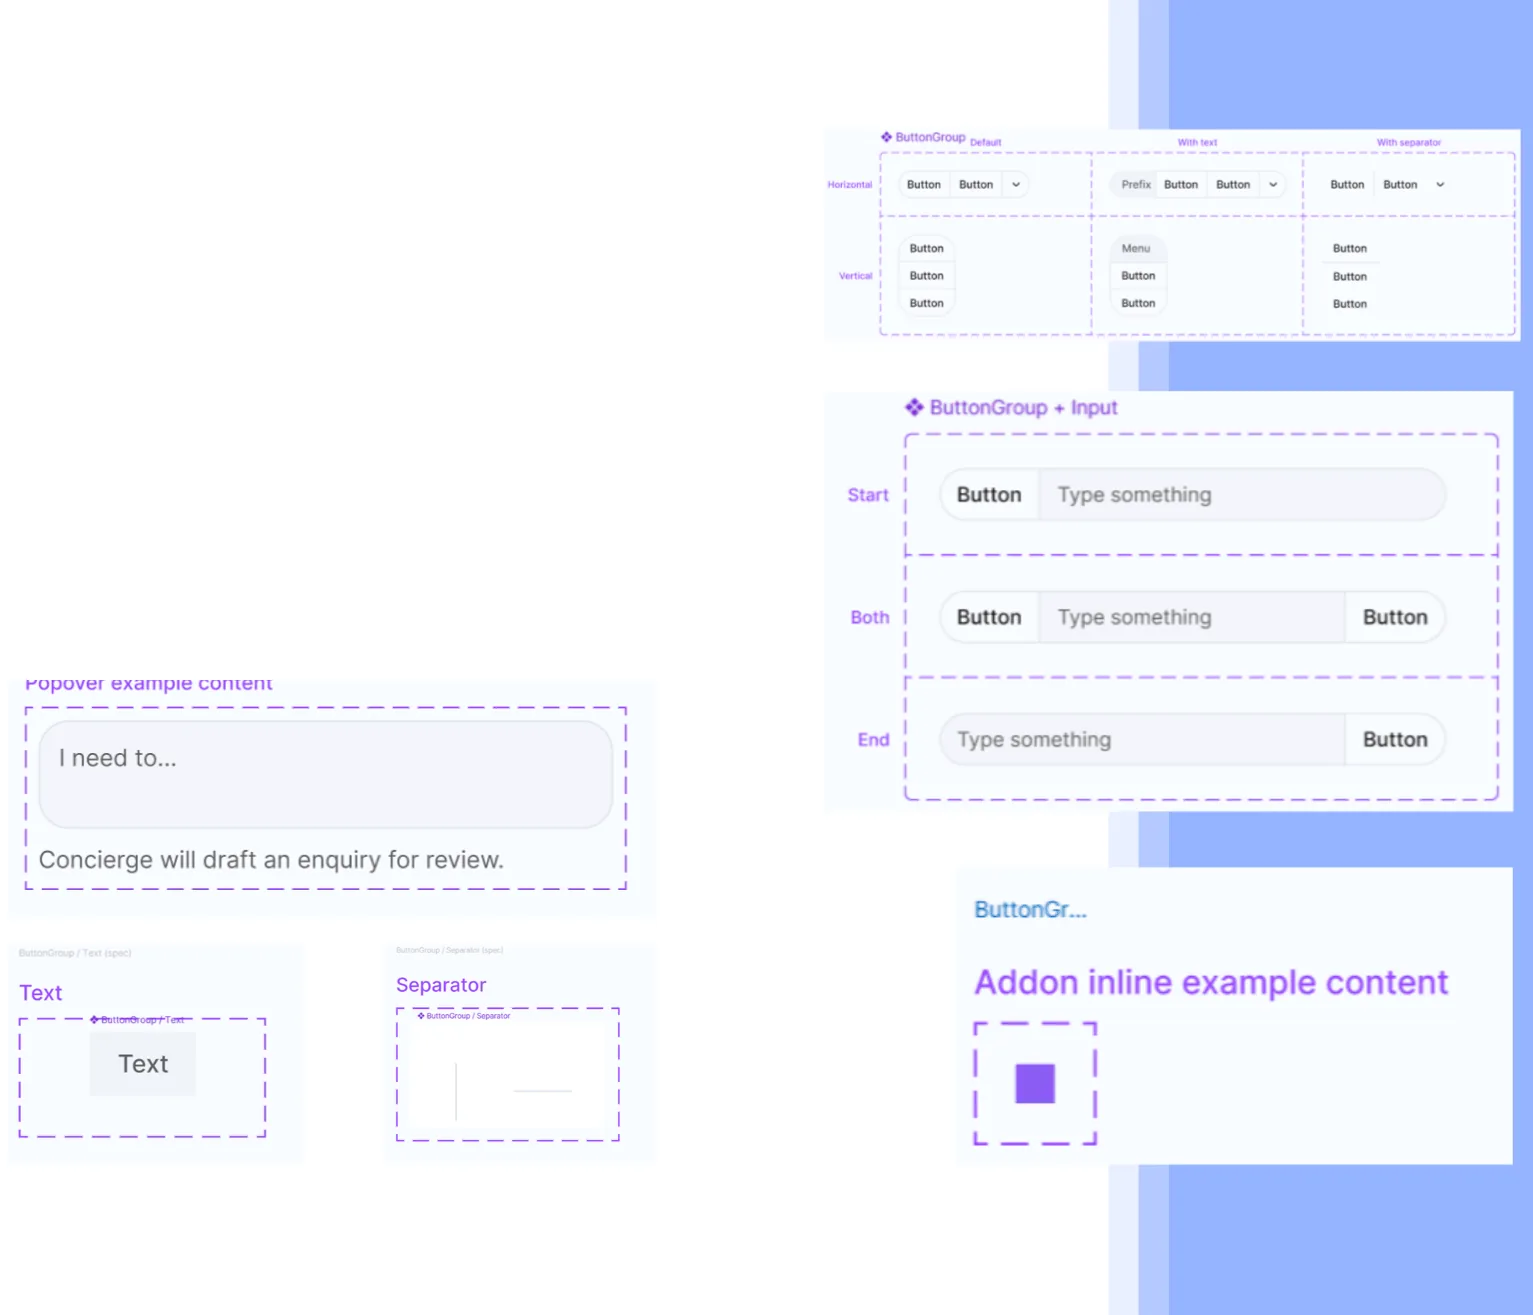 ButtonGroup
Default
With text
With separator
Horizontal
Button Button
Prefix Button Button
Button Button
Vertical
Button
Button
Button
Menu
Button
Button
Button
Button
Button
ButtonGroup + Input
Start
Button Type something
Both
Button Type something Button
End
Type something Button
Popover example content
I need to...
Concierge will draft an enquiry for review.
ButtonGroup / Text (spec)
Text
ButtonGroup / Text
Text
ButtonGroup / Separator (spec)
Separator
ButtonGroup / Separator
ButtonGr...
Addon inline example content